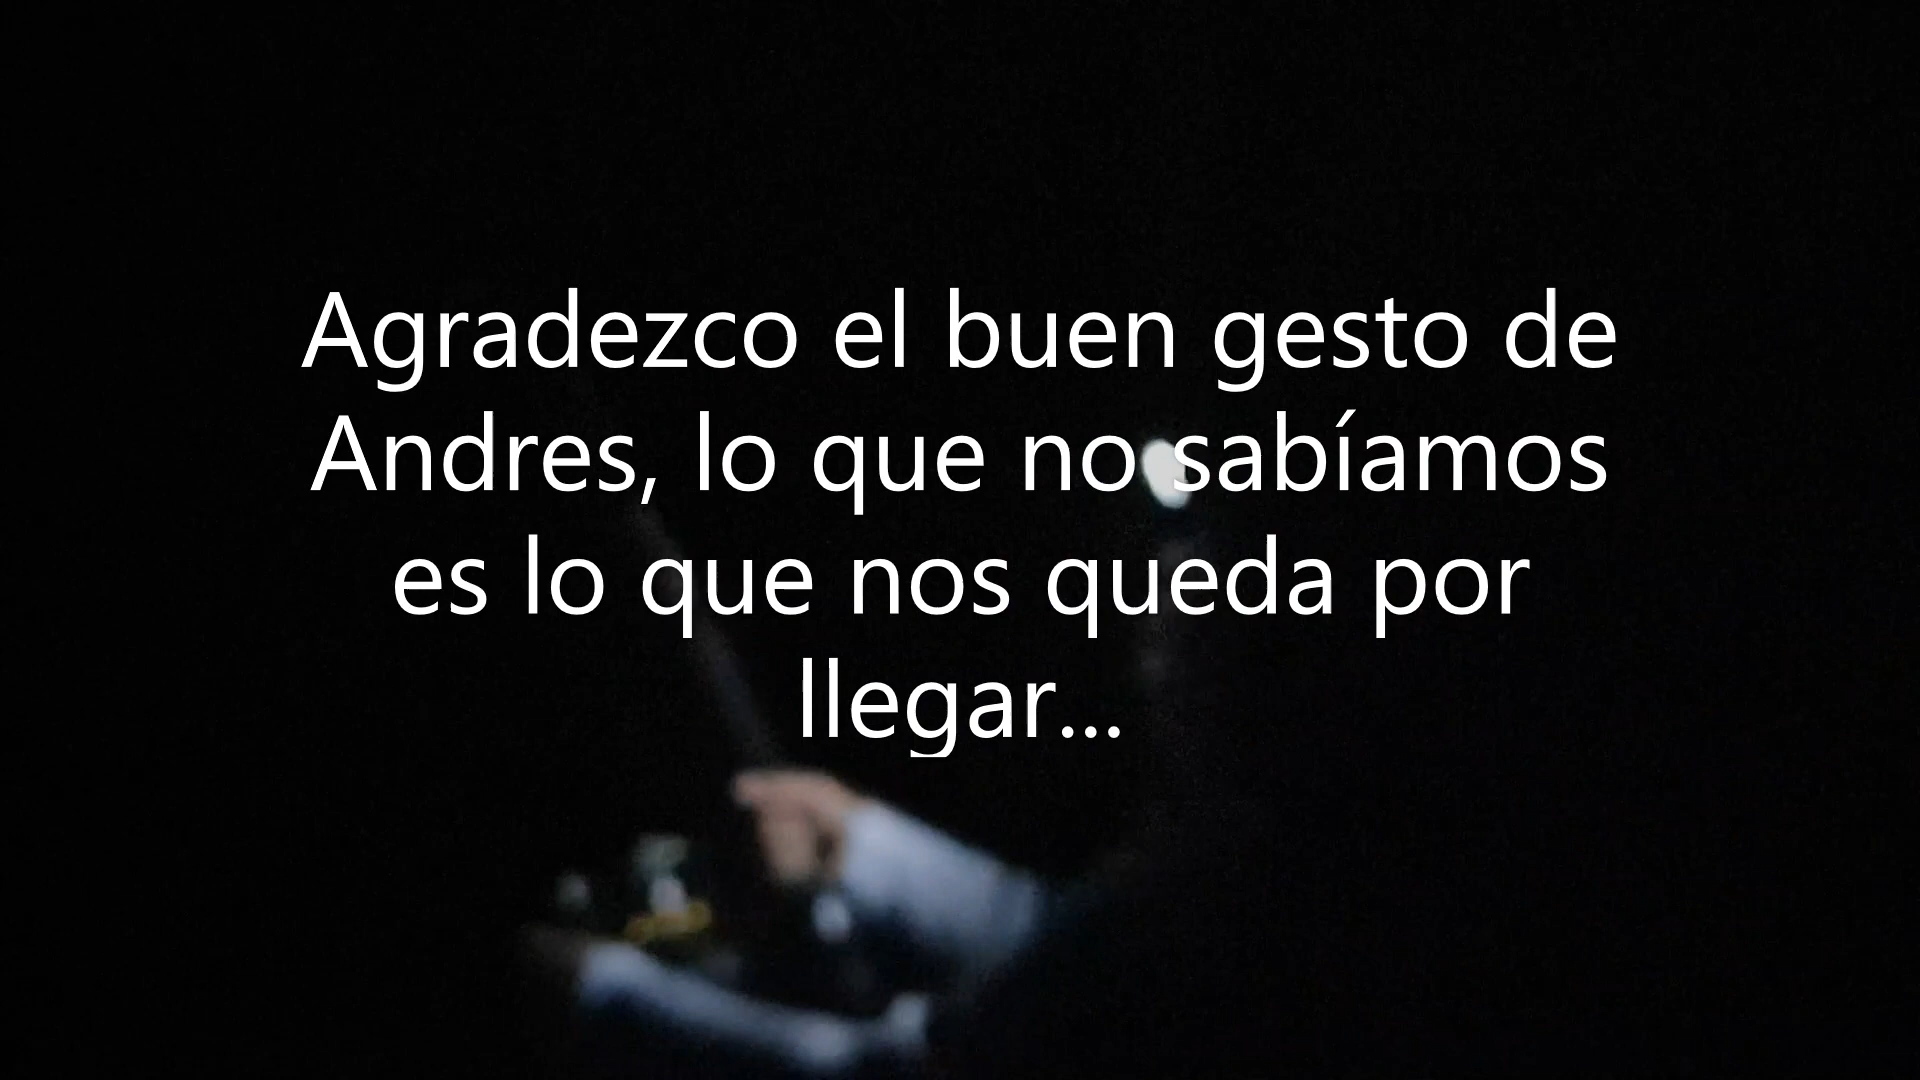 Agradezco el buen gesto de
Andres, lo que no sabíamos
es lo que nos queda por
llegar...